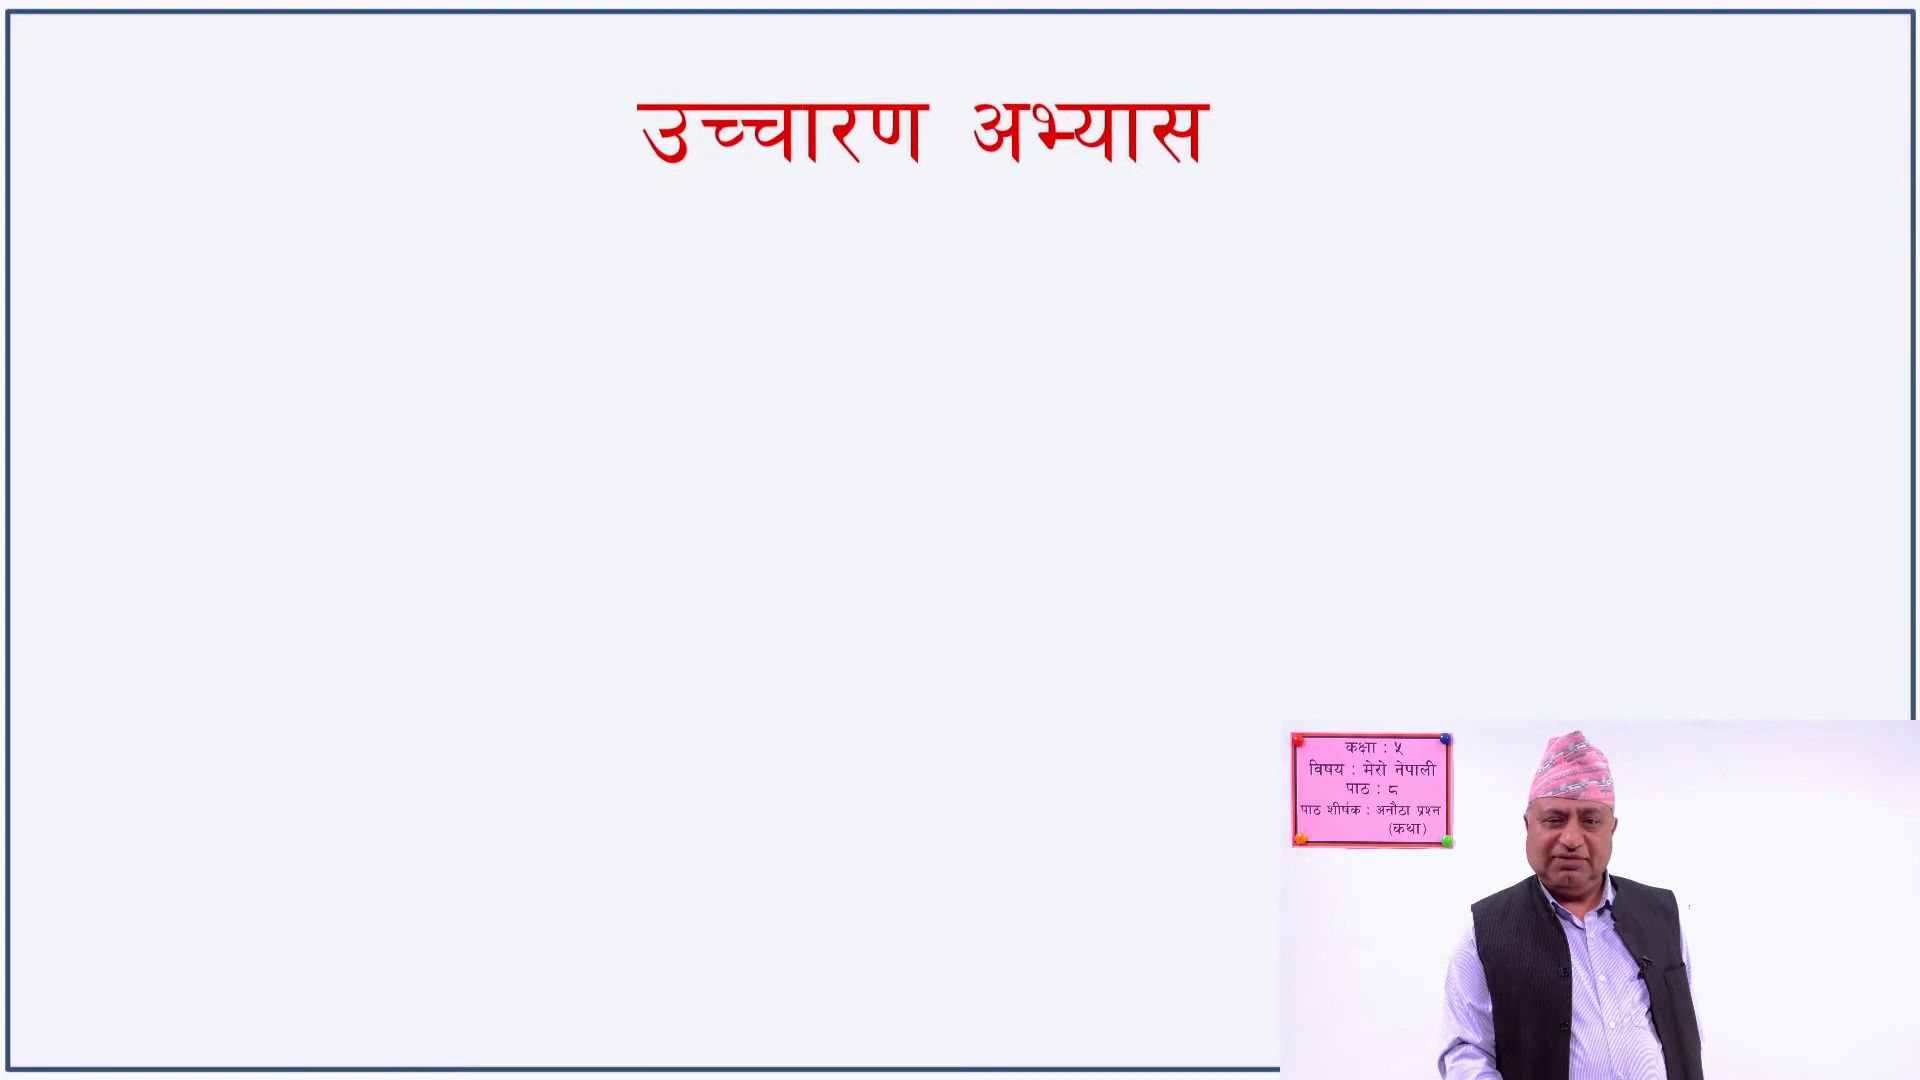 उच्चारण अभ्यास
कक्षा : ५
विषय : मेरो नेपाली
पाठ : ८
पाठ शीर्षक : अनौठा प्रश्न
(कथा)